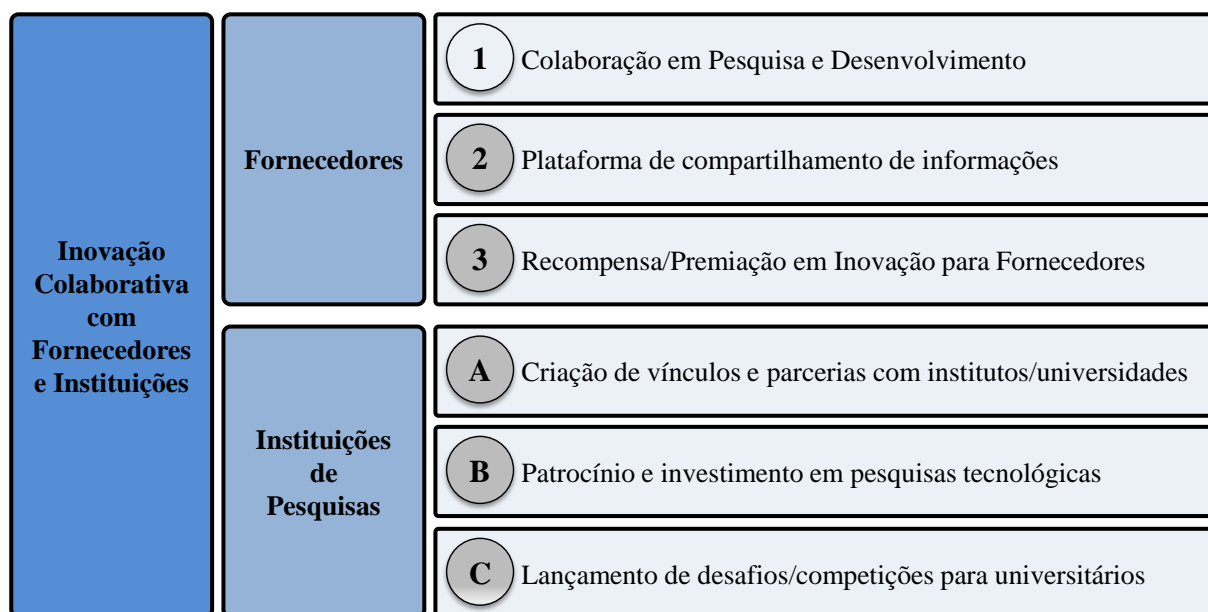 Inovação
Colaborativa
com
Fornecedores
e Instituições
Fornecedores
1 Colaboração em Pesquisa e Desenvolvimento
2 Plataforma de compartilhamento de informações
3 Recompensa/Premiação em Inovação para Fornecedores
Instituições
de
Pesquisas
A Criação de vínculos e parcerias com institutos/universidades
B Patrocínio e investimento em pesquisas tecnológicas
C Lançamento de desafios/competições para universitários